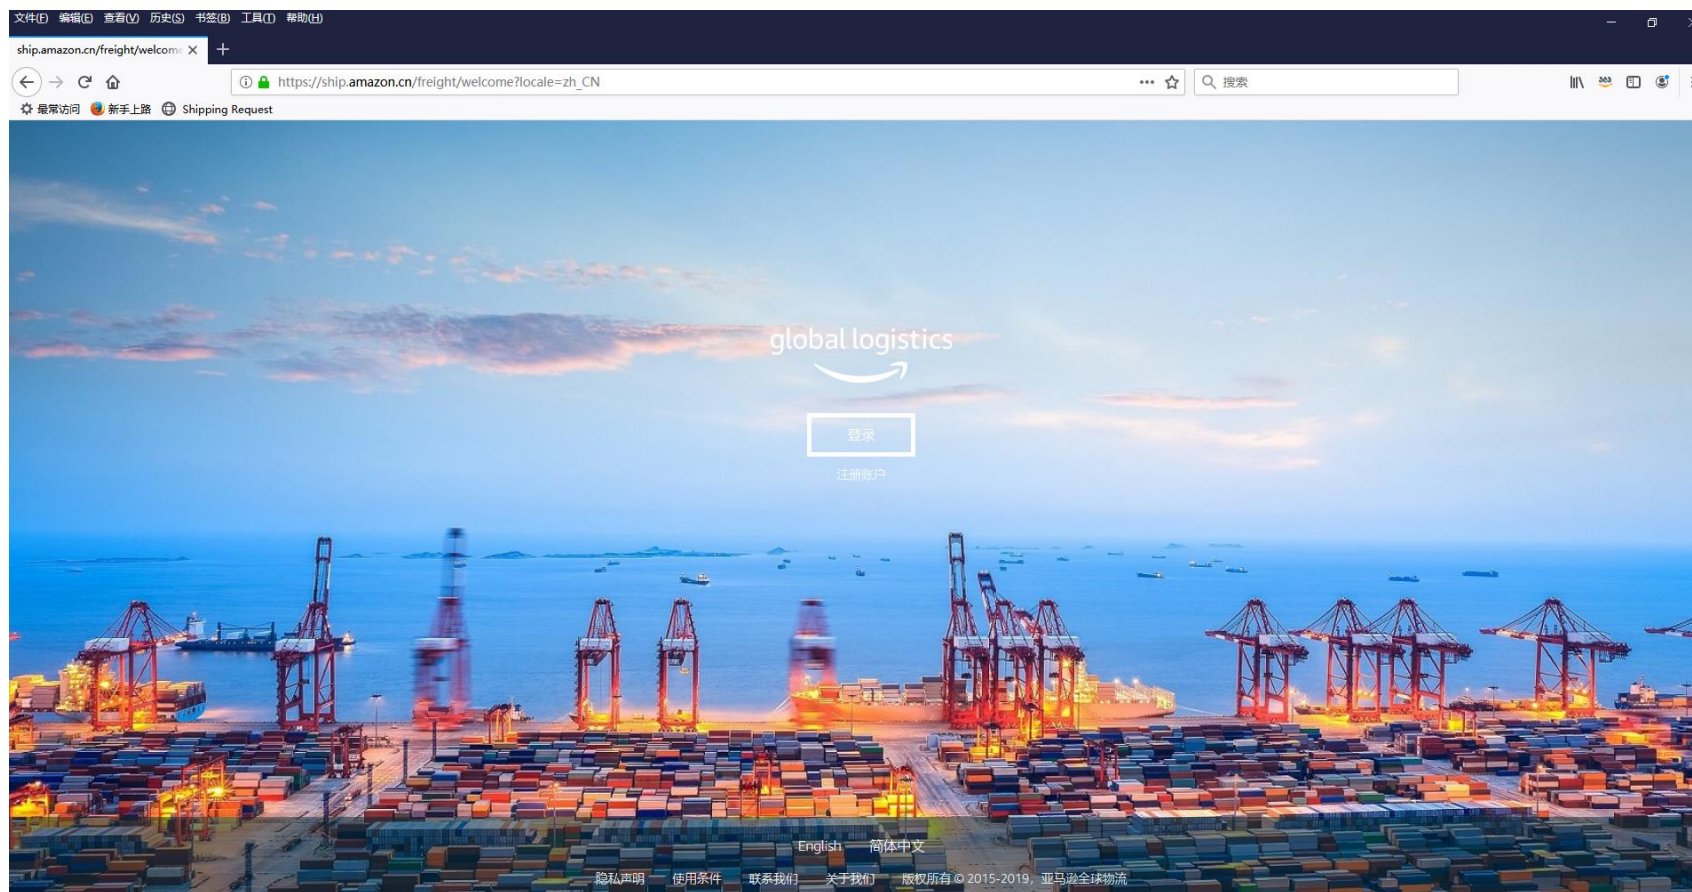 文件(F) 编辑(E) 查看(V) 历史(S) 书签(B) 工具(T) 帮助(H)
ship.amazon.cn/freight/welcome
https://ship.amazon.cn/freight/welcome?locale=zh_CN 搜索
最常访问 新手上路 Shipping Request
global logistics
登录
注册账户
English 简体中文
隐私声明 使用条件 联系我们 关于我们 版权所有 © 2015-2019，亚马逊全球物流